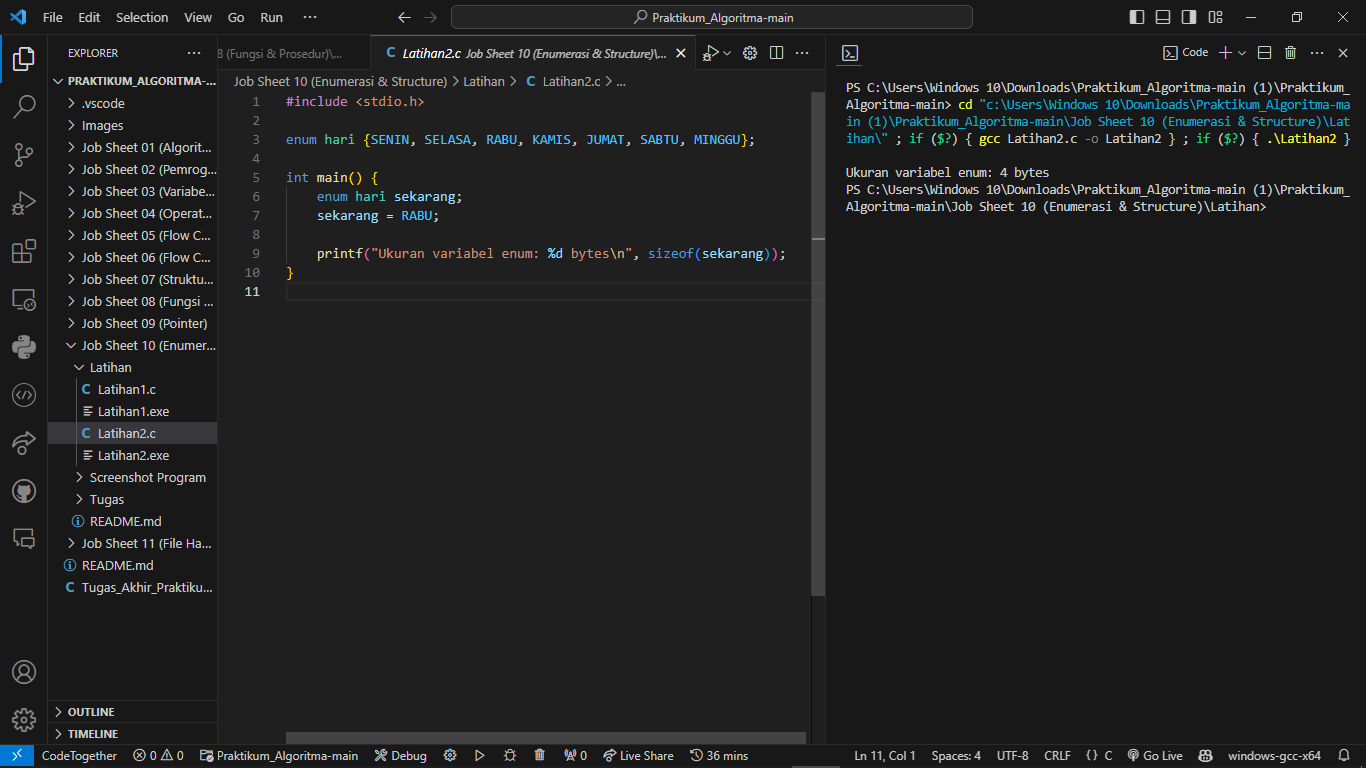 File Edit Selection View Go Run ··· Praktikum_Algoritma-main
EXPLORER ···
PRAKTIKUM_ALGORITMA-...
.vscode
Images
Job Sheet 01 (Algorit...
Job Sheet 02 (Pemrog...
Job Sheet 03 (Variabe...
Job Sheet 04 (Operat...
Job Sheet 05 (Flow C...
Job Sheet 06 (Flow C...
Job Sheet 07 (Struktu...
Job Sheet 08 (Fungsi ...
Job Sheet 09 (Pointer)
Job Sheet 10 (Enumer...
Latihan
C Latihan1.c
Latihan1.exe
C Latihan2.c
Latihan2.exe
Screenshot Program
Tugas
README.md
Job Sheet 11 (File Ha...
README.md
C Tugas_Akhir_Praktiku...
OUTLINE
TIMELINE
8 (Fungsi & Prosedur)\...
C Latihan2.c Job Sheet 10 (Enumerasi & Structure)\...
Job Sheet 10 (Enumerasi & Structure) > Latihan > C Latihan2.c > ...
1 #include <stdio.h>
2
3 enum hari {SENIN, SELASA, RABU, KAMIS, JUMAT, SABTU, MINGGU};
4
5 int main() {
6 enum hari sekarang;
7 sekarang = RABU;
8
9 printf("Ukuran variabel enum: %d bytes\n", sizeof(sekarang));
10 }
11
Code
PS C:\Users\Windows 10\Downloads\Praktikum_Algoritma-main (1)\Praktikum_
Algoritma-main> cd "c:\Users\Windows 10\Downloads\Praktikum_Algoritma-ma
in (1)\Praktikum_Algoritma-main\Job Sheet 10 (Enumerasi & Structure)\Lat
ihan\" ; if ($?) { gcc Latihan2.c -o Latihan2 } ; if ($?) { .\Latihan2 }
Ukuran variabel enum: 4 bytes
PS C:\Users\Windows 10\Downloads\Praktikum_Algoritma-main (1)\Praktikum_
Algoritma-main\Job Sheet 10 (Enumerasi & Structure)\Latihan>
CodeTogether 0 0 Praktikum_Algoritma-main Debug 0 Live Share 36 mins Ln 11, Col 1 Spaces: 4 UTF-8 CRLF {} C Go Live windows-gcc-x64